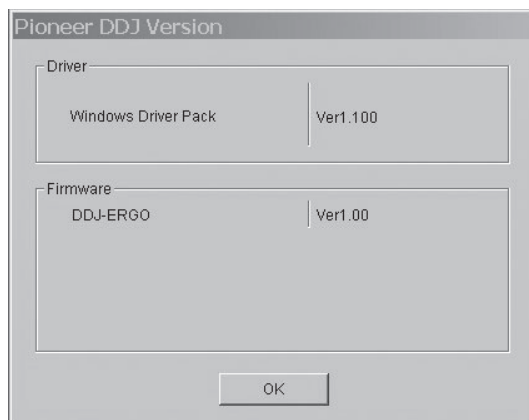 Pioneer DDJ Version
Driver
Windows Driver Pack Ver1.100
Firmware
DDJ-ERGO Ver1.00
OK